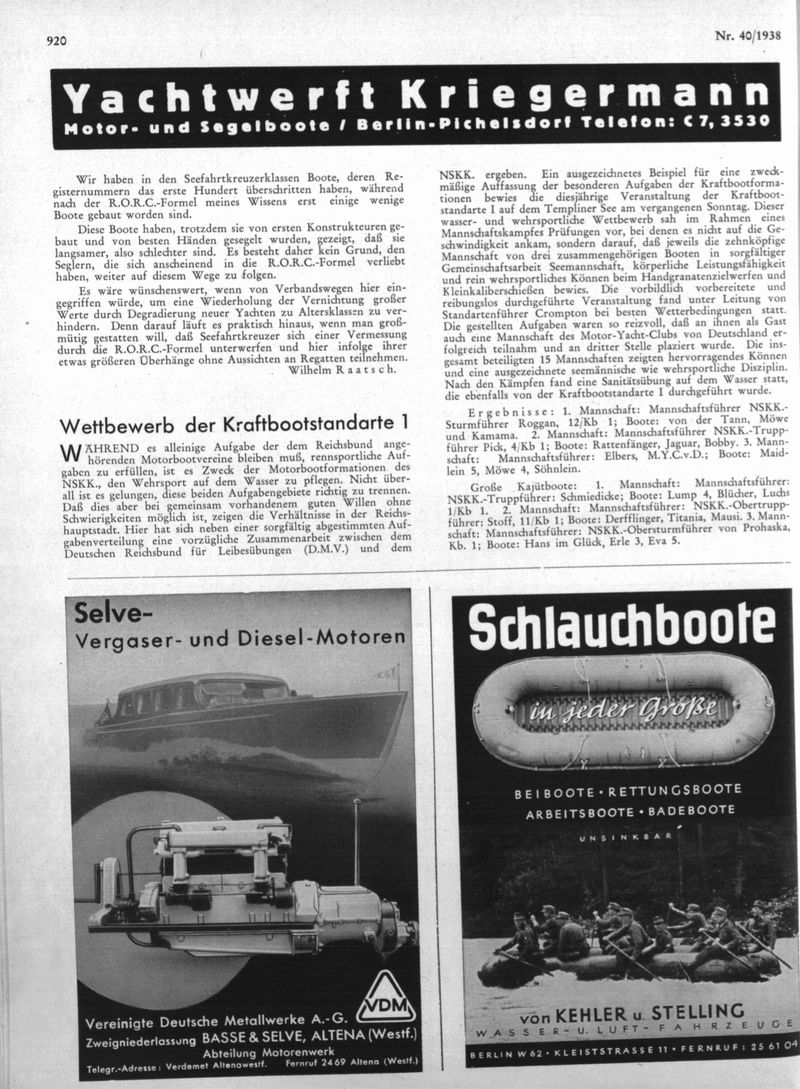 920
Nr. 40/1938
Yachtwerft Kriegermann
Motor- und Segelboote / Berlin-Pichelsdorf Telefon: C 7, 3530
Wir haben in den Seefahrtkreuzerklassen Boote, deren Re-
gisternummern das erste Hundert überschritten haben, während
nach der R.O.R.C.-Formel meines Wissens erst einige wenige
Boote gebaut worden sind.
Diese Boote haben, trotzdem sie von ersten Konstrukteuren ge-
baut und von besten Händen gesegelt wurden, gezeigt, daß sie
langsamer, also schlechter sind. Es besteht daher kein Grund, den
Seglern, die sich anscheinend in die R.O.R.C.-Formel verliebt
haben, weiter auf diesem Wege zu folgen.
Es wäre wünschenswert, wenn von Verbandswegen hier ein-
gegriffen würde, um eine Wiederholung der Vernichtung großer
Werte durch Degradierung neuer Yachten zu Altersklassen zu ver-
hindern. Denn darauf läuft es praktisch hinaus, wenn man groß-
mütig gestatten will, daß Seefahrtkreuzer sich einer Vermessung
durch die R.O.R.C.-Formel unterwerfen und hier infolge ihrer
etwas größeren Überhänge ohne Aussichten an Regatten teilnehmen.
Wilhelm Raatsch.
Wettbewerb der Kraftbootstandarte 1
WÄHREND es alleinige Aufgabe der dem Reichsbund ange-
hörenden Motorbootvereine bleiben muß, rennsportliche Auf-
gaben zu erfüllen, ist es Zweck der Motorbootformationen des
NSKK., den Wehrsport auf dem Wasser zu pflegen. Nicht über-
all ist es gelungen, diese beiden Aufgabengebiete richtig zu trennen.
Daß dies aber bei gemeinsam vorhandenem guten Willen ohne
Schwierigkeiten möglich ist, zeigen die Verhältnisse in der Reichs-
hauptstadt. Hier hat sich neben einer sorgfältig abgestimmten Auf-
gabenverteilung eine vorzügliche Zusammenarbeit zwischen dem
Deutschen Reichsbund für Leibesübungen (D.M.V.) und dem
NSKK. ergeben. Ein ausgezeichnetes Beispiel für eine zweck-
mäßige Auffassung der besonderen Aufgaben der Kraftbootforma-
tionen bewies die diesjährige Veranstaltung der Kraftboot-
standarte I auf dem Templiner See am vergangenen Sonntag. Dieser
wasser- und wehrsportliche Wettbewerb sah im Rahmen eines
Mannschaftskampfes Prüfungen vor, bei denen es nicht auf die Ge-
schwindigkeit ankam, sondern darauf, daß jeweils die zehnköpfige
Mannschaft von drei zusammengehörigen Booten in sorgfältiger
Gemeinschaftsarbeit Seemannschaft, körperliche Leistungsfähigkeit
und rein wehrsportliches Können beim Handgranatenzielwerfen und
Kleinkaliberschießen bewies. Die vorbildlich vorbereitete und
reibungslos durchgeführte Veranstaltung fand unter Leitung von
Standartenführer Crompton bei besten Wetterbedingungen statt.
Die gestellten Aufgaben waren so reizvoll, daß an ihnen als Gast
auch eine Mannschaft des Motor-Yacht-Clubs von Deutschland er-
folgreich teilnahm und an dritter Stelle plaziert wurde. Die ins-
gesamt beteiligten 15 Mannschaften zeigten hervorragendes Können
und eine ausgezeichnete seemännische wie wehrsportliche Disziplin.
Nach den Kämpfen fand eine Sanitätsübung auf dem Wasser statt,
die ebenfalls von der Kraftbootstandarte I durchgeführt wurde.
Ergebnisse: 1. Mannschaft: Mannschaftsführer NSKK.-
Sturmführer Roggan, 12/Kb 1; Boote: von der Tann, Möwe
und Kamama. 2. Mannschaft: Mannschaftsführer NSKK.-Trupp-
führer Pick, 4/Kb 1; Boote: Rattenfänger, Jaguar, Bobby. 3. Mann-
schaft: Mannschaftsführer: Elbers, M.Y.C.v.D.; Boote: Maid-
lein 5, Möwe 4, Söhnlein.
Große Kajütboote: 1. Mannschaft: Mannschaftsführer:
NSKK.-Truppführer: Schmiedicke; Boote: Lump 4, Blücher, Luchs
1/Kb 1. 2. Mannschaft: Mannschaftsführer: NSKK.-Obertrupp-
führer: Stoff, 11/Kb 1; Boote: Derfflinger, Titania, Mausi. 3. Mann-
schaft: Mannschaftsführer: NSKK.-Obersturmführer von Prohaska,
Kb. 1; Boote: Hans im Glück, Erle 3, Eva 5.
Selve-
Vergaser- und Diesel-Motoren
VDM
Vereinigte Deutsche Metallwerke A.-G.
Zweigniederlassung BASSE & SELVE, ALTENA (Westf.)
Abteilung Motorenwerk
Telegr.-Adresse: Verdemet Altenawestf. Fernruf 2469 Altena (Westf.)
Schlauchboote
in jeder Größe
BEIBOOTE • RETTUNGSBOOTE
ARBEITSBOOTE • BADEBOOTE
UNSINKBAR
von KEHLER u. STELLING
WASSER- U. LUFT-FAHRZEUGE
BERLIN W 62 • KLEISTSTRASSE 11 • FERNRUF: 25 61 04